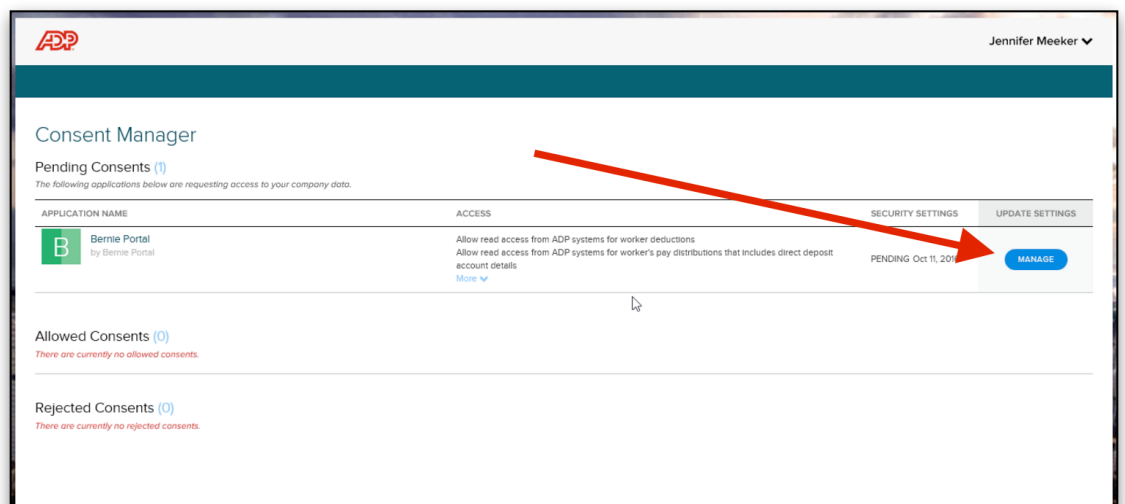 ADP
Jennifer Meeker
Consent Manager
Pending Consents (1)
The following applications below are requesting access to your company data.
APPLICATION NAME ACCESS SECURITY SETTINGS UPDATE SETTINGS
B
Bernie Portal
by Bernie Portal
Allow read access from ADP systems for worker deductions
Allow read access from ADP systems for worker's pay distributions that includes direct deposit
account details
More
PENDING Oct 11, 201
MANAGE
Allowed Consents (0)
There are currently no allowed consents.
Rejected Consents (0)
There are currently no rejected consents.